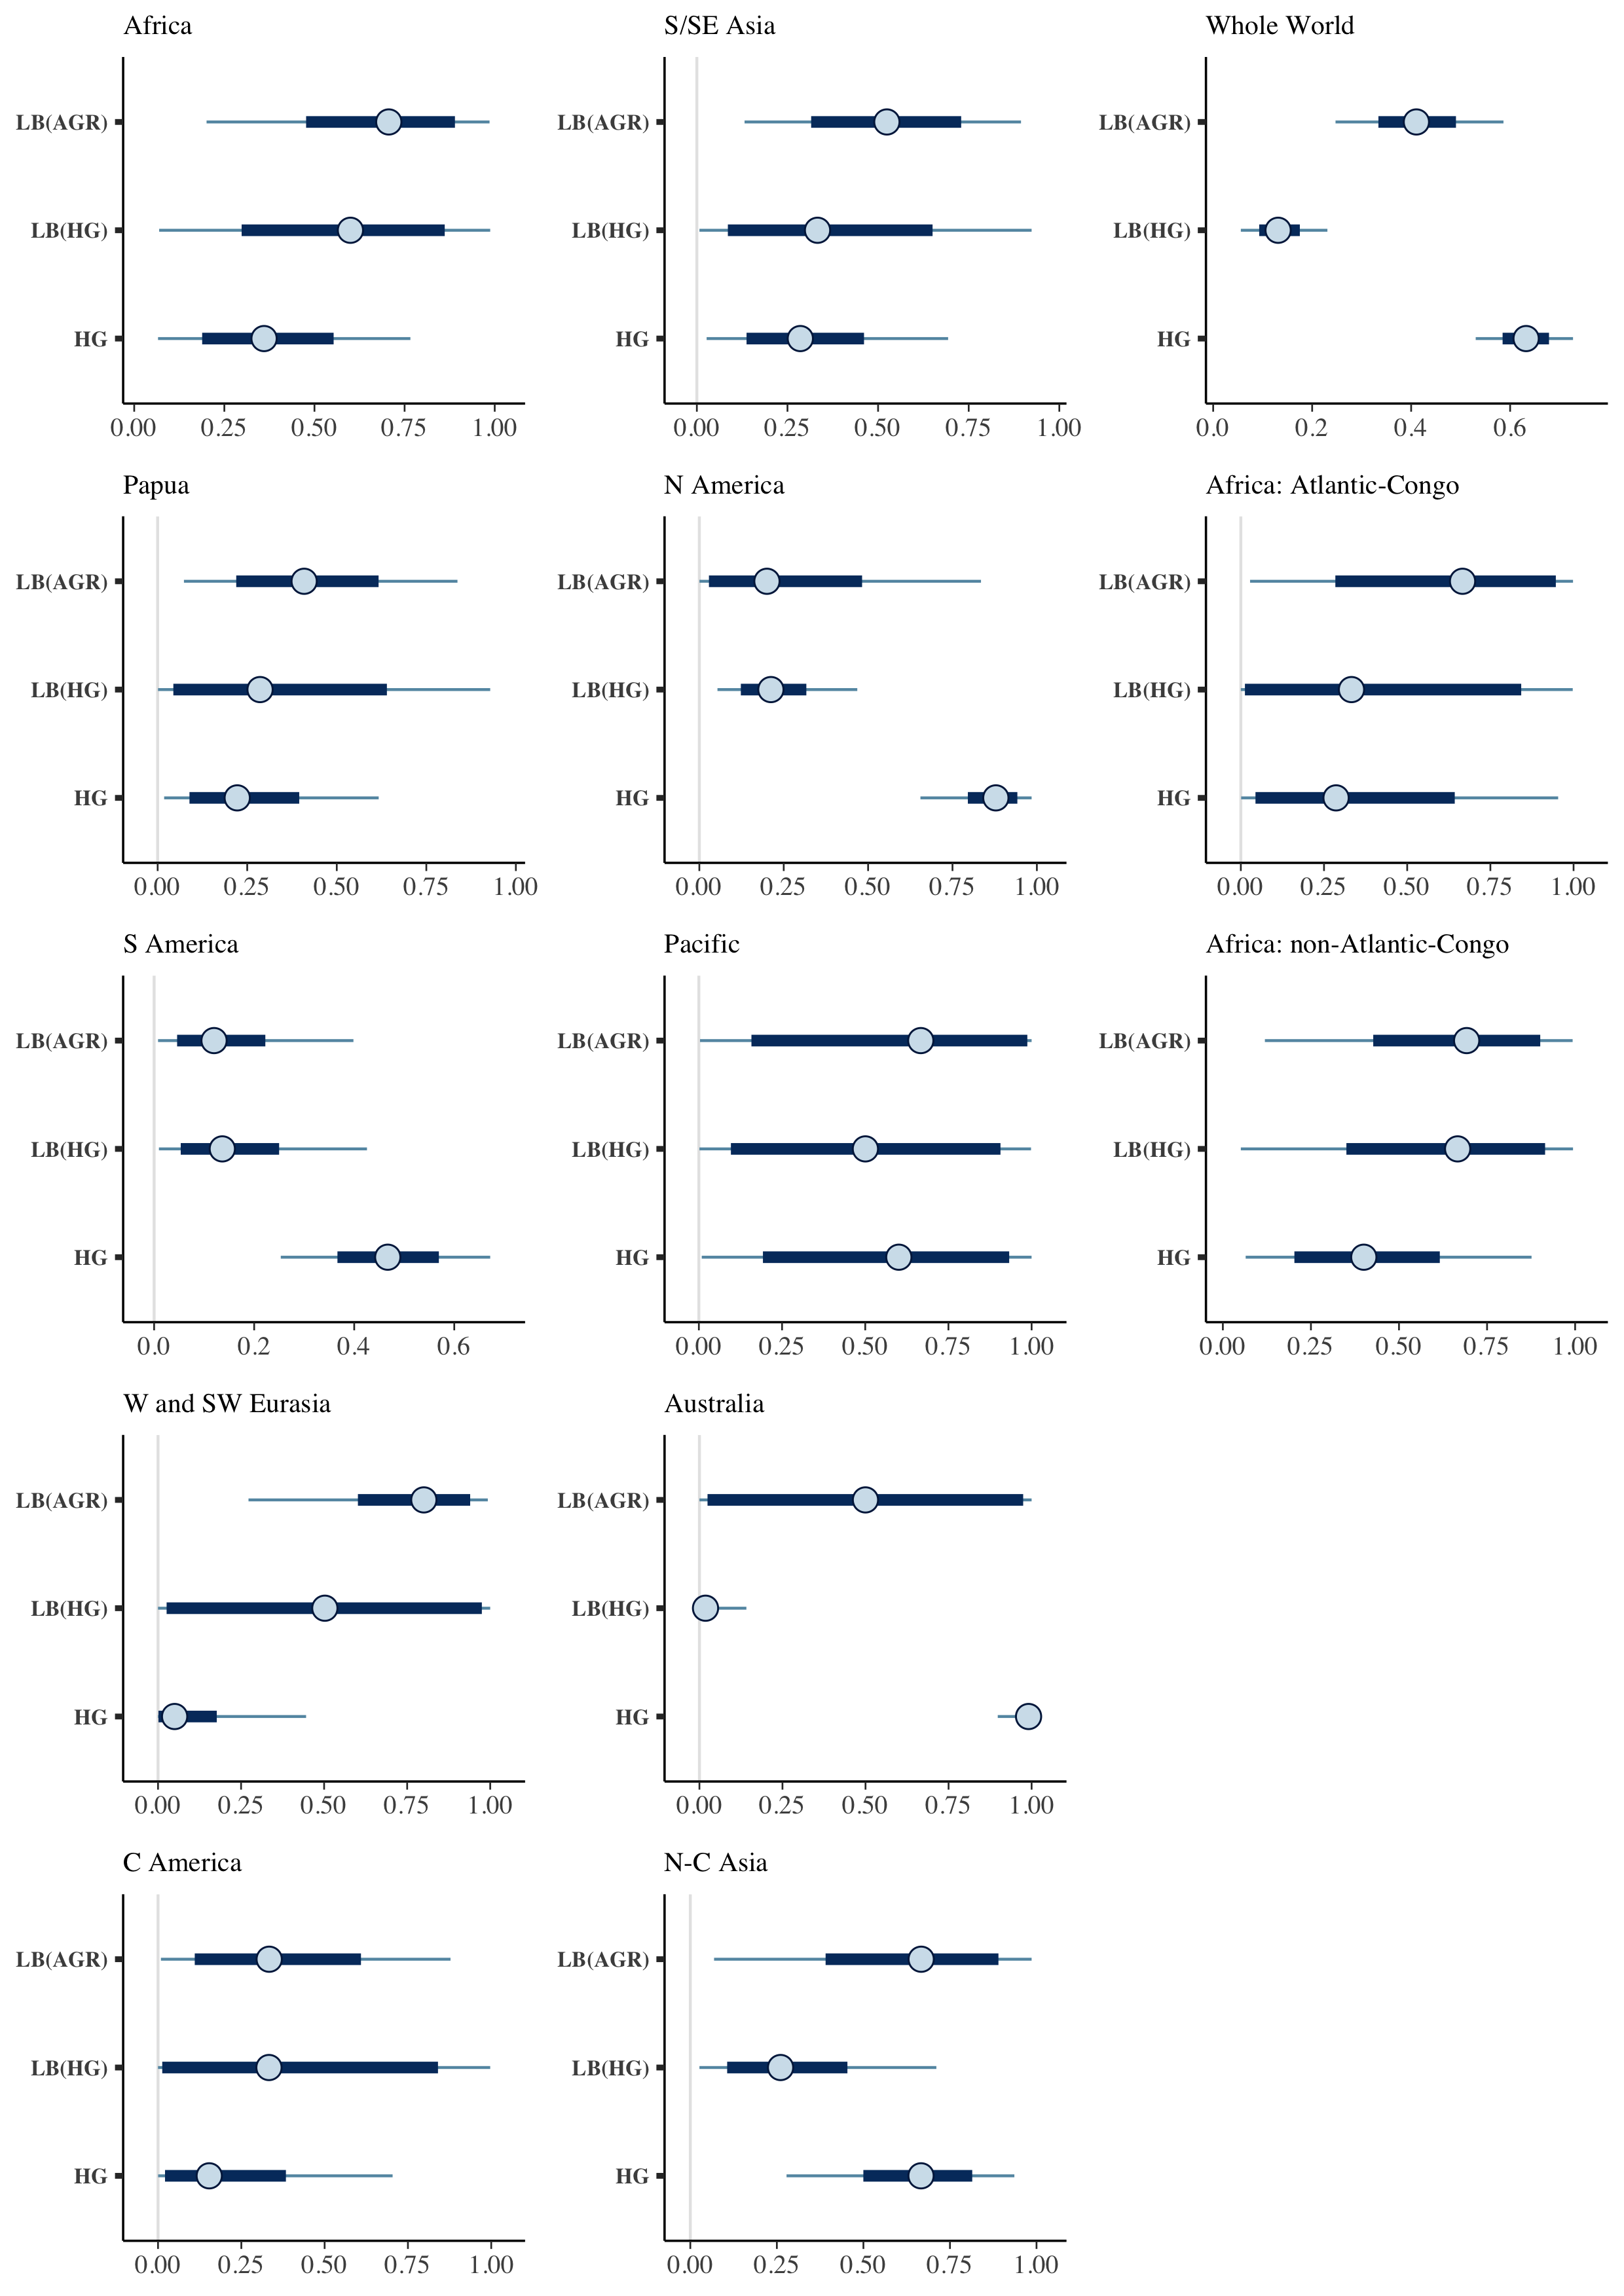 Africa
LB(AGR)
LB(HG)
HG
0.00 0.25 0.50 0.75 1.00
S/SE Asia
LB(AGR)
LB(HG)
HG
0.00 0.25 0.50 0.75 1.00
Whole World
LB(AGR)
LB(HG)
HG
0.0 0.2 0.4 0.6
Papua
LB(AGR)
LB(HG)
HG
0.00 0.25 0.50 0.75 1.00
N America
LB(AGR)
LB(HG)
HG
0.00 0.25 0.50 0.75 1.00
Africa: Atlantic-Congo
LB(AGR)
LB(HG)
HG
0.00 0.25 0.50 0.75 1.00
S America
LB(AGR)
LB(HG)
HG
0.0 0.2 0.4 0.6
Pacific
LB(AGR)
LB(HG)
HG
0.00 0.25 0.50 0.75 1.00
Africa: non-Atlantic-Congo
LB(AGR)
LB(HG)
HG
0.00 0.25 0.50 0.75 1.00
W and SW Eurasia
LB(AGR)
LB(HG)
HG
0.00 0.25 0.50 0.75 1.00
Australia
LB(AGR)
LB(HG)
HG
0.00 0.25 0.50 0.75 1.00
C America
LB(AGR)
LB(HG)
HG
0.00 0.25 0.50 0.75 1.00
N-C Asia
LB(AGR)
LB(HG)
HG
0.00 0.25 0.50 0.75 1.00